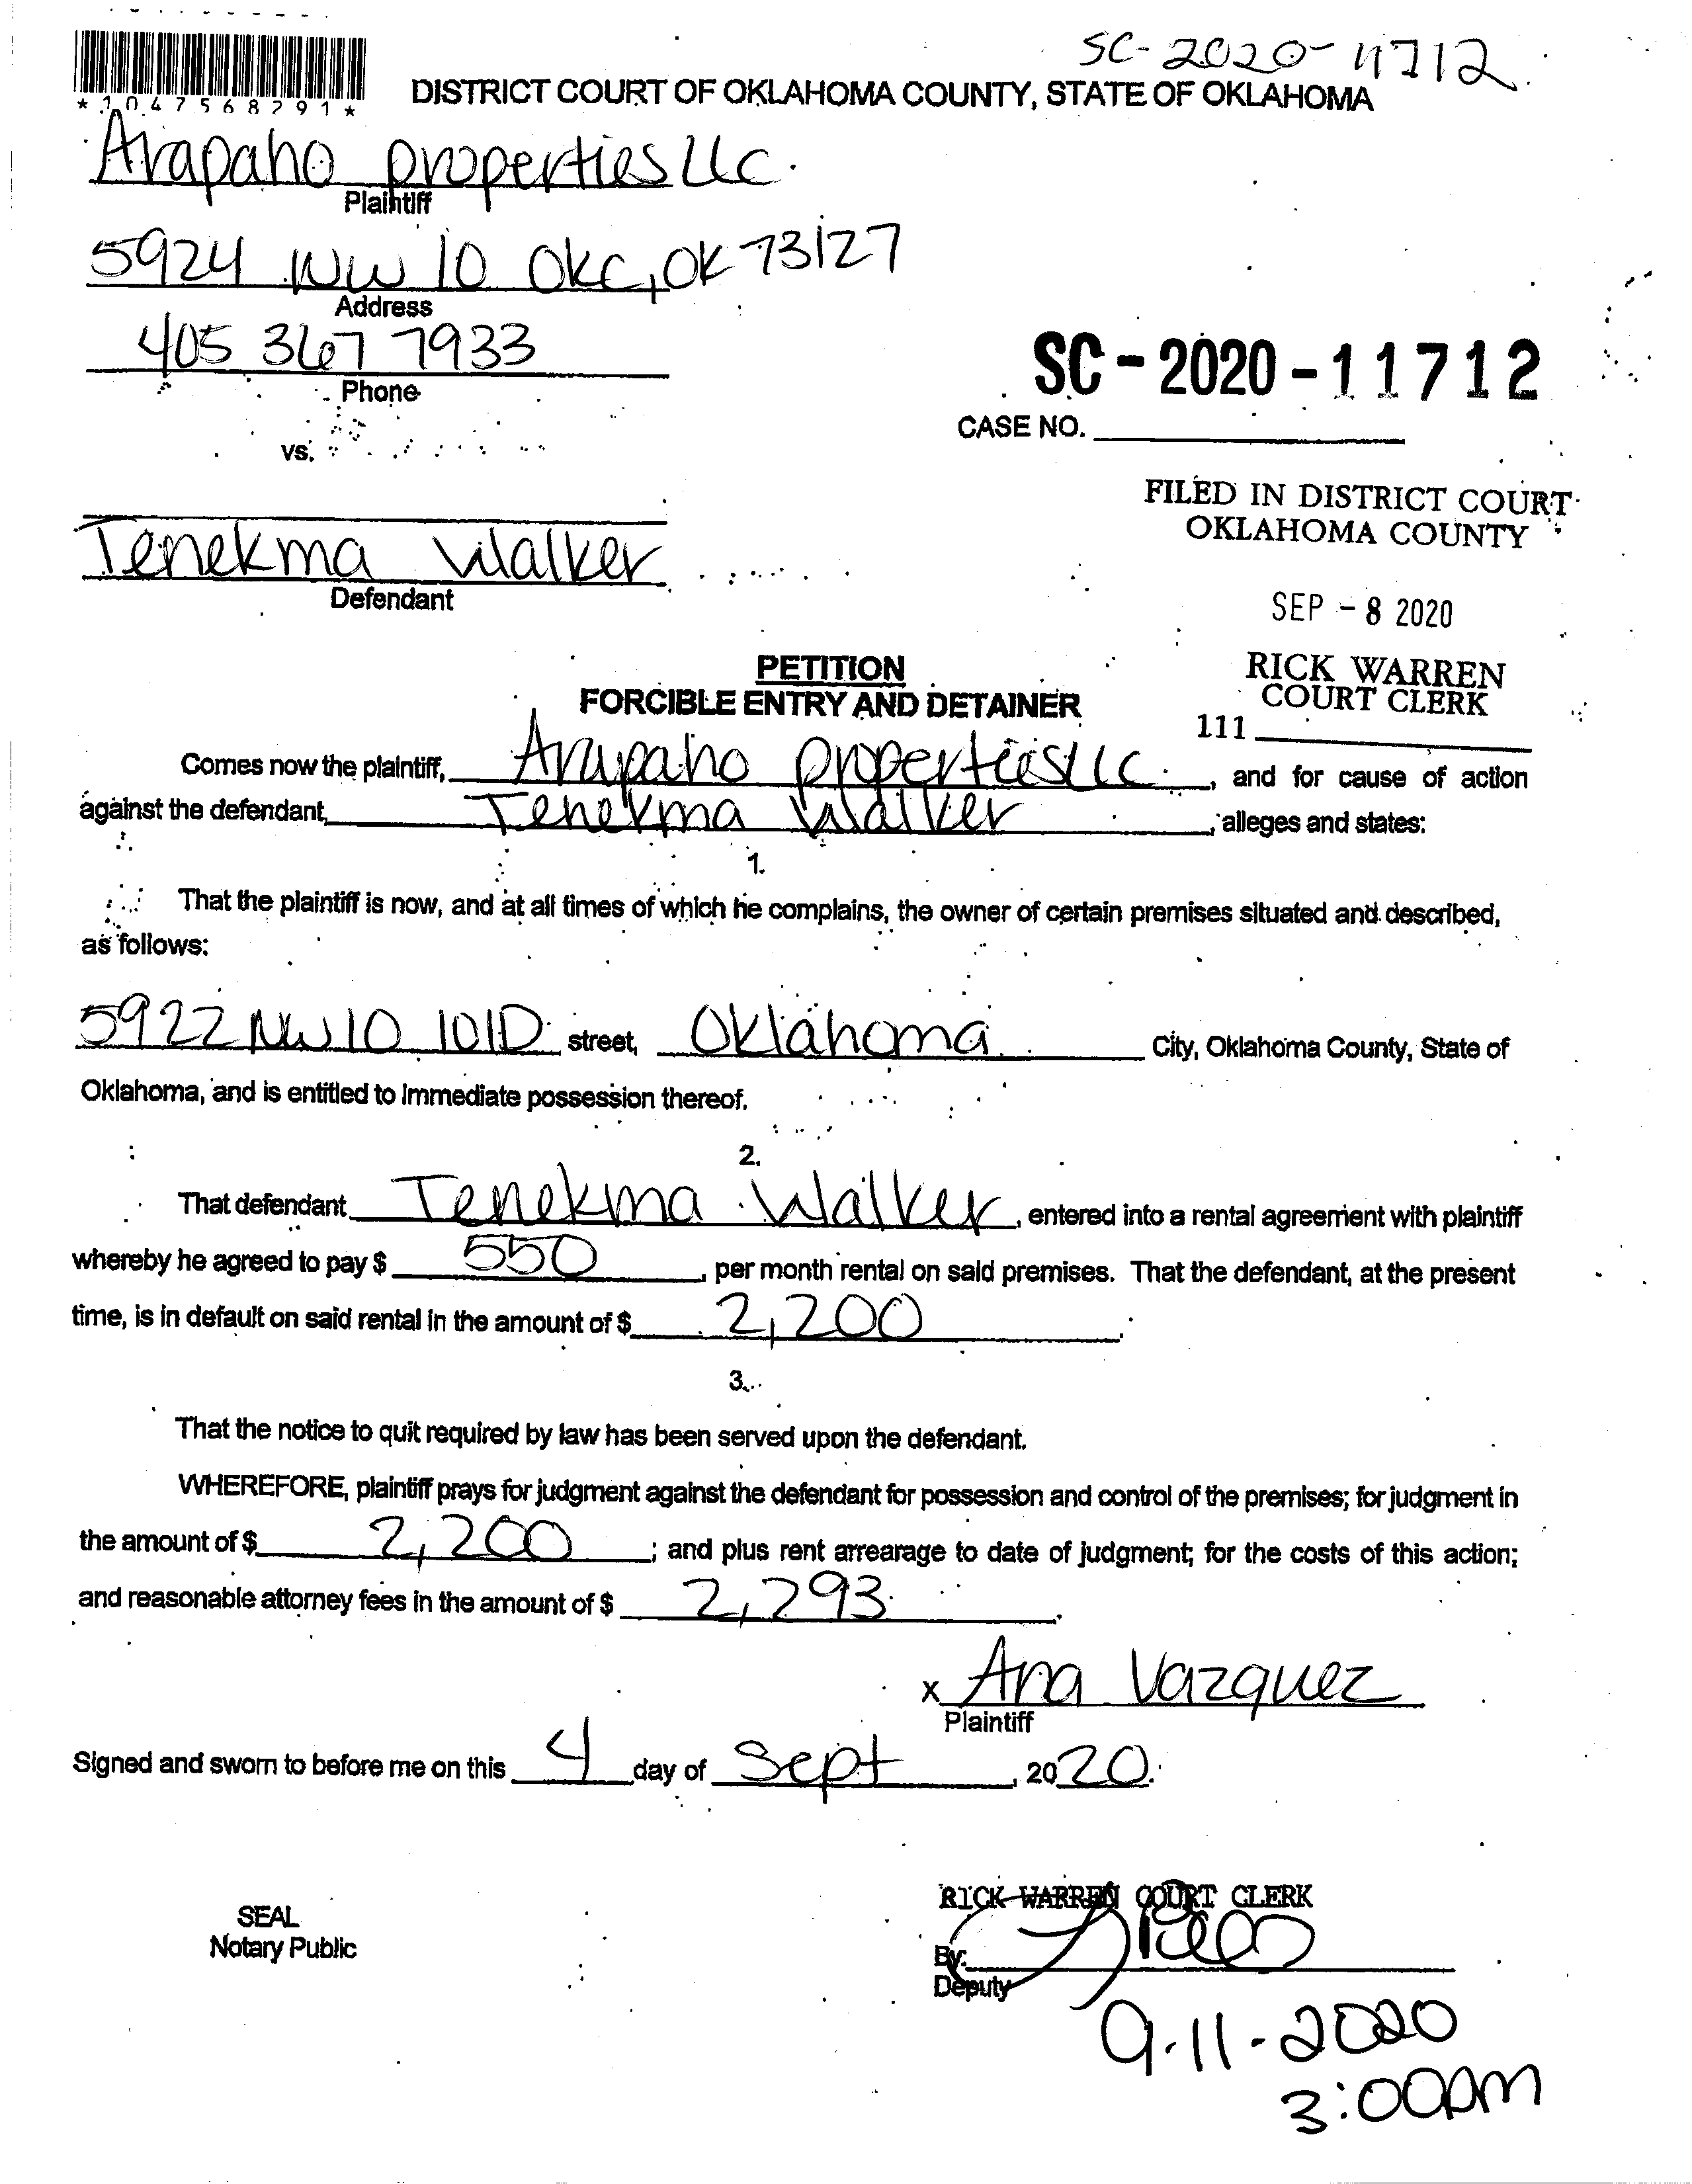 SC-2020-11712
*1047568291*
DISTRICT COURT OF OKLAHOMA COUNTY, STATE OF OKLAHOMA
Arapaho properties LLC.
Plaintiff
5924 NW 10 OKC, OK 73127
Address
405 367 7933
Phone
SC-2020-11712
CASE NO.
vs.
FILED IN DISTRICT COURT
OKLAHOMA COUNTY
Tenekma Walker
Defendant
SEP - 8 2020
PETITION
FORCIBLE ENTRY AND DETAINER
RICK WARREN
COURT CLERK
111
Comes now the plaintiff, Arapaho properties LLC., and for cause of action
against the defendant, Tenekma Walker, alleges and states:
1.
That the plaintiff is now, and at all times of which he complains, the owner of certain premises situated and described,
as follows:
5922 NW 10 101D street, Oklahoma City, Oklahoma County, State of
Oklahoma, and is entitled to immediate possession thereof.
2.
That defendant Tenekma Walker, entered into a rental agreement with plaintiff
whereby he agreed to pay $ 550, per month rental on said premises. That the defendant, at the present
time, is in default on said rental in the amount of $ 2,200.
3.
That the notice to quit required by law has been served upon the defendant.
WHEREFORE, plaintiff prays for judgment against the defendant for possession and control of the premises; for judgment in
the amount of $ 2,200; and plus rent arrearage to date of judgment; for the costs of this action;
and reasonable attorney fees in the amount of $ 2,293.
x Ana Vazquez
Plaintiff
Signed and sworn to before me on this 4 day of Sept, 2020.
RICK WARREN COURT CLERK
SEAL
Notary Public
By:
Deputy
9-11-2020
3:00pm